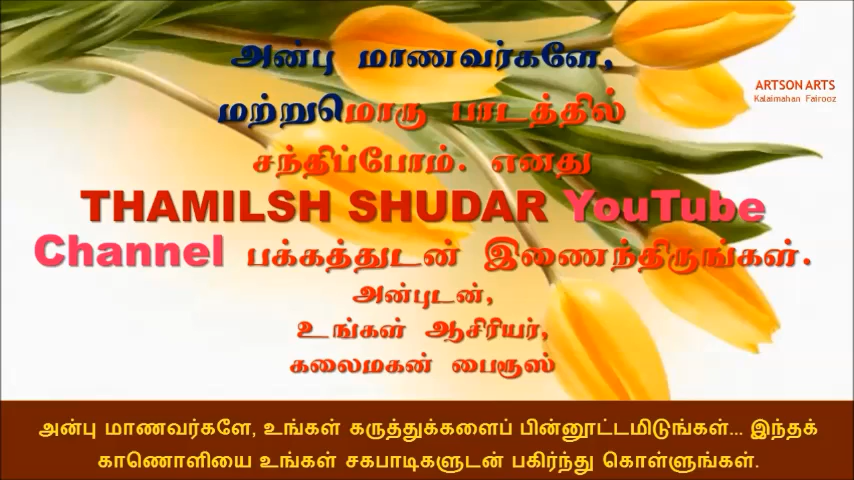 அன்பு மாணவர்களே,
மற்றுமொரு பாடத்தில்
சந்திப்போம். எனது
THAMILSH SHUDAR YouTube
Channel பக்கத்துடன் இணைந்திருங்கள்.
அன்புடன்,
உங்கள் ஆசிரியர்,
கலைமகன் பைரூஸ்
ARTSON ARTS
Kalaimahan Fairooz
அன்பு மாணவர்களே, உங்கள் கருத்துக்களைப் பின்னூட்டமிடுங்கள்... இந்தக்
காணொளியை உங்கள் சகபாடிகளுடன் பகிர்ந்து கொள்ளுங்கள்.